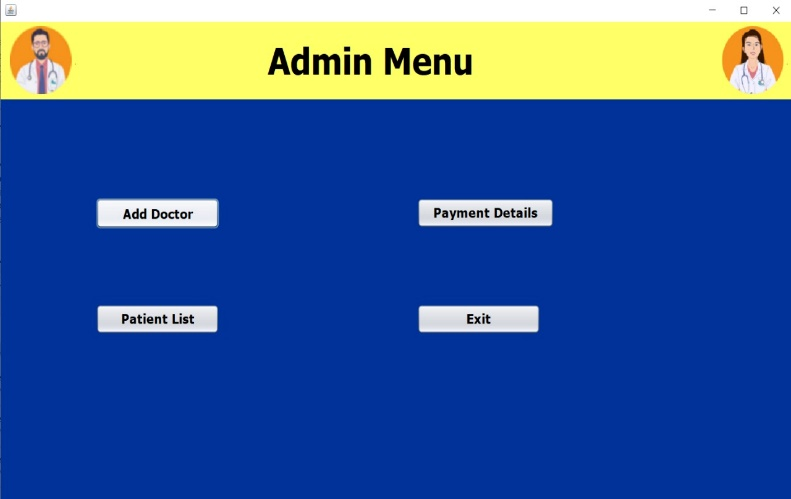 Admin Menu
Add Doctor
Payment Details
Patient List
Exit